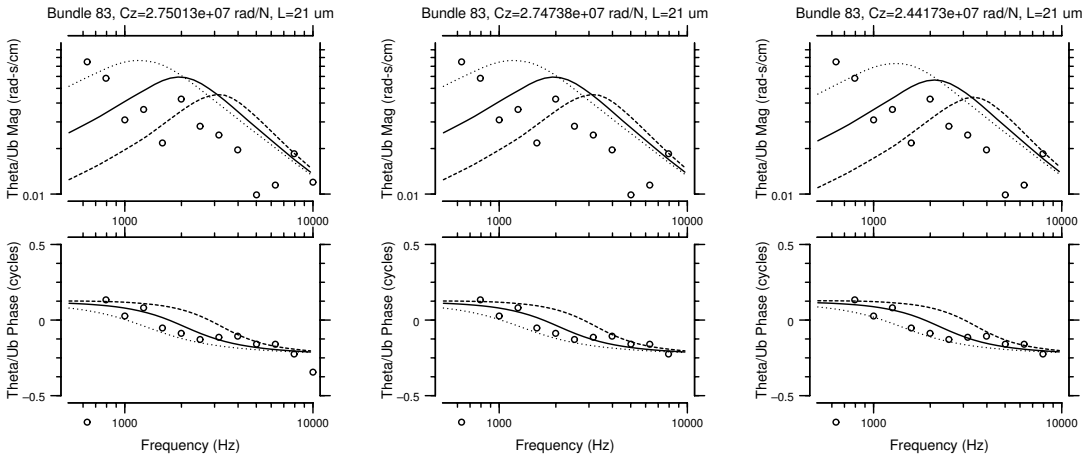 Bundle 83, Cz=2.75013e+07 rad/N, L=21 um
Theta/Ub Mag (rad-s/cm)
0.01
1000
10000
0.5
0
−0.5
Theta/Ub Phase (cycles)
1000
10000
Frequency (Hz)
Bundle 83, Cz=2.74738e+07 rad/N, L=21 um
Theta/Ub Mag (rad-s/cm)
0.01
1000
10000
0.5
0
−0.5
Theta/Ub Phase (cycles)
1000
10000
Frequency (Hz)
Bundle 83, Cz=2.44173e+07 rad/N, L=21 um
Theta/Ub Mag (rad-s/cm)
0.01
1000
10000
0.5
0
−0.5
Theta/Ub Phase (cycles)
1000
10000
Frequency (Hz)